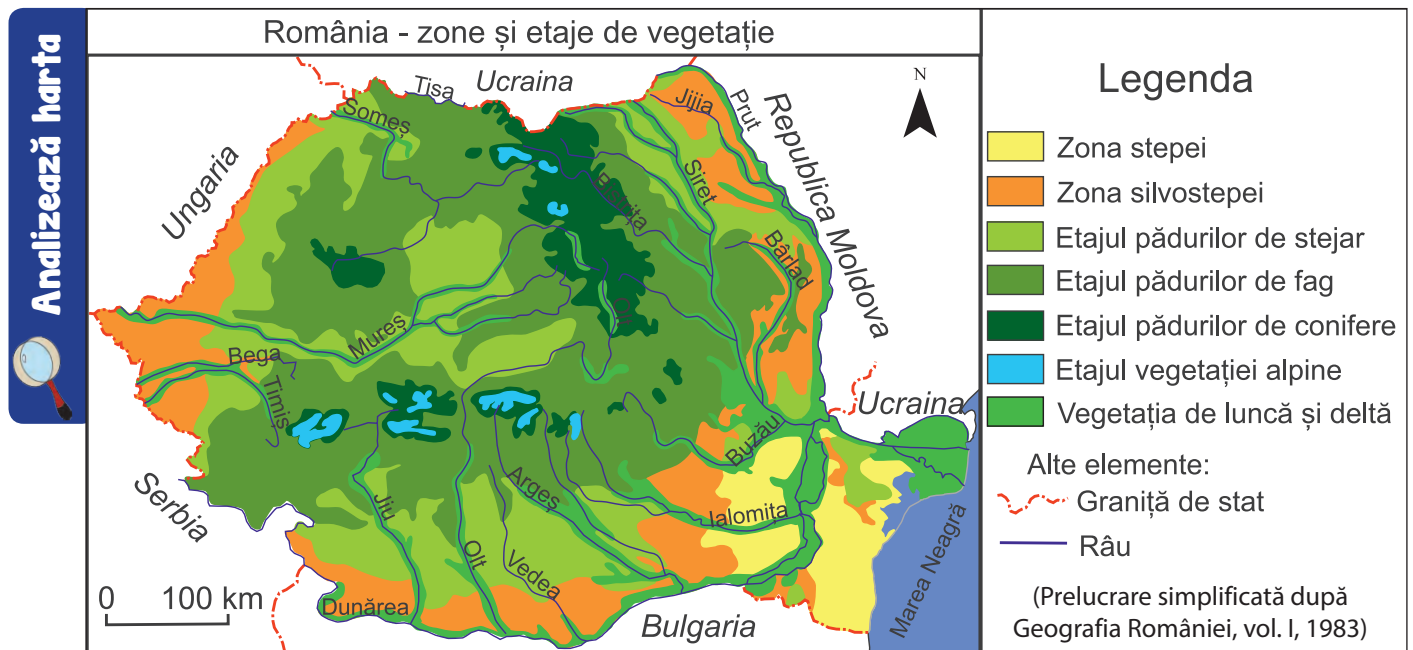 Analizează harta
România - zone și etaje de vegetație
Ucraina
Tisa
Someș
Ungaria
N
Jijia
Prut
Republica Moldova
Siret
Bistrița
Bârlad
Olt
Mureș
Bega
Timiș
Ucraina
Buzău
Serbia
Jiu
Argeș
Ialomița
Olt
Vedea
Marea Neagră
Dunărea
Bulgaria
0 100 km
Legenda
Zona stepei
Zona silvostepei
Etajul pădurilor de stejar
Etajul pădurilor de fag
Etajul pădurilor de conifere
Etajul vegetației alpine
Vegetația de luncă și deltă
Alte elemente:
Graniță de stat
Râu
(Prelucrare simplificată după
Geografia României, vol. I, 1983)